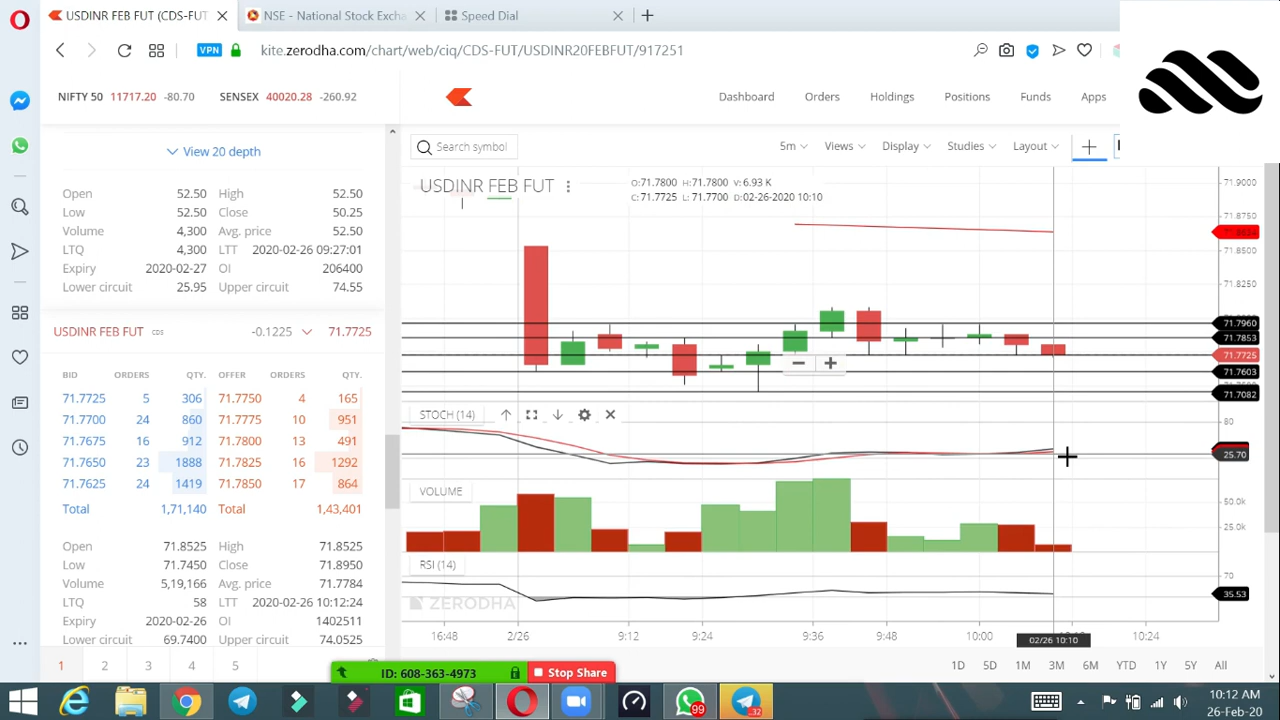 USDINR FEB FUT (CDS-FUT
NSE - National Stock Excha
Speed Dial
VPN
kite.zerodha.com/chart/web/ciq/CDS-FUT/USDINR20FEBFUT/917251
NIFTY 50 11717.20 -80.70 SENSEX 40020.28 -260.92
Dashboard Orders Holdings Positions Funds Apps
View 20 depth
Search symbol
5m Views Display Studies Layout
Open 52.50 High 52.50
Low 52.50 Close 50.25
Volume 4,300 Avg. price 52.50
LTQ 4,300 LTT 2020-02-26 09:27:01
Expiry 2020-02-27 OI 206400
Lower circuit 25.95 Upper circuit 74.55
USDINR FEB FUT CDS -0.1225 71.7725
BID ORDERS QTY. OFFER ORDERS QTY.
71.7725 5 306 71.7750 4 165
71.7700 24 860 71.7775 10 951
71.7675 16 912 71.7800 13 491
71.7650 23 1888 71.7825 16 1292
71.7625 24 1419 71.7850 17 864
Total 1,71,140 Total 1,43,401
Open 71.8525 High 71.8525
Low 71.7450 Close 71.8950
Volume 5,19,166 Avg. price 71.7784
LTQ 58 LTT 2020-02-26 10:12:24
Expiry 2020-02-26 OI 1402511
Lower circuit 69.7400 Upper circuit 74.0525
1 2 3 4 5
USDINR FEB FUT
O:71.7800 H:71.7800 V:6.93 K
C:71.7725 L:71.7700 D:02-26-2020 10:10
71.9000
71.8750
71.8500
71.8250
71.7960
71.7853
71.7725
71.7603
71.7082
STOCH (14)
80
25.70
VOLUME
50.0k
25.0k
RSI (14)
70
35.53
ZERODHA
16:48 2/26 9:12 9:24 9:36 9:48 10:00 10:24
02/26 10:10
1D 5D 1M 3M 6M YTD 1Y 5Y All
ID: 608-363-4973
Stop Share
99
32
10:12 AM
26-Feb-20